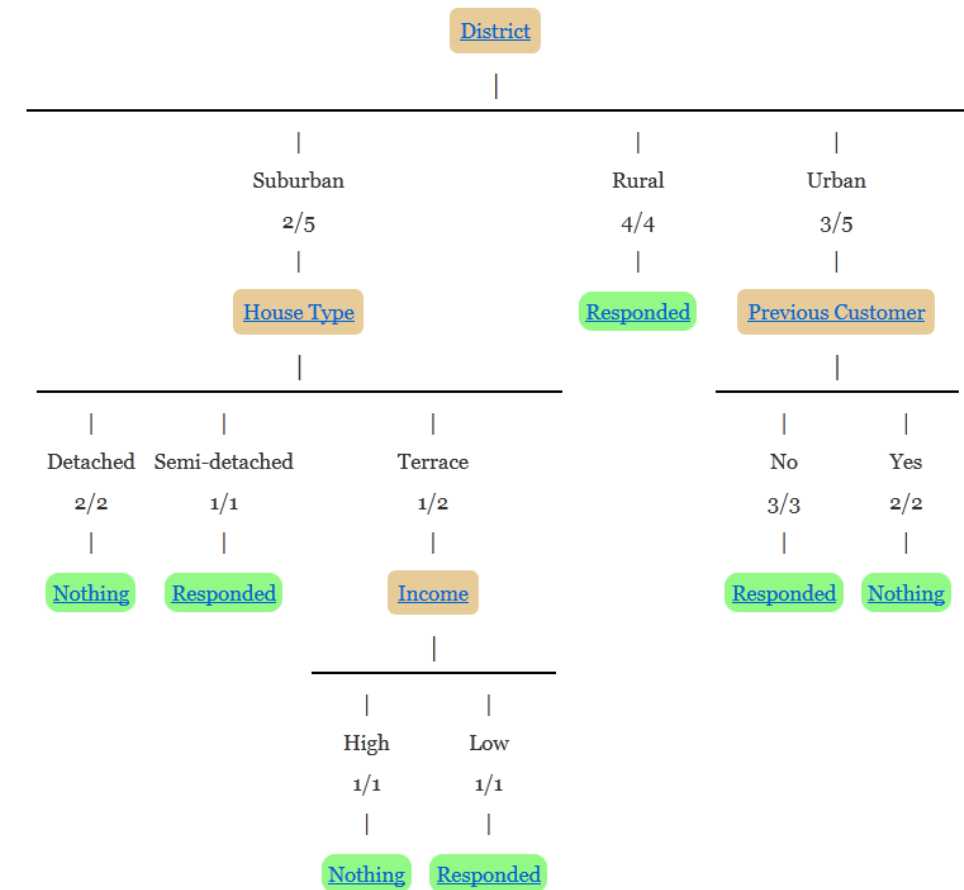 District
Suburban Rural Urban
2/5 4/4 3/5
House Type Responded Previous Customer
Detached Semi-detached Terrace No Yes
2/2 1/1 1/2 3/3 2/2
Nothing Responded Income Responded Nothing
High Low
1/1 1/1
Nothing Responded